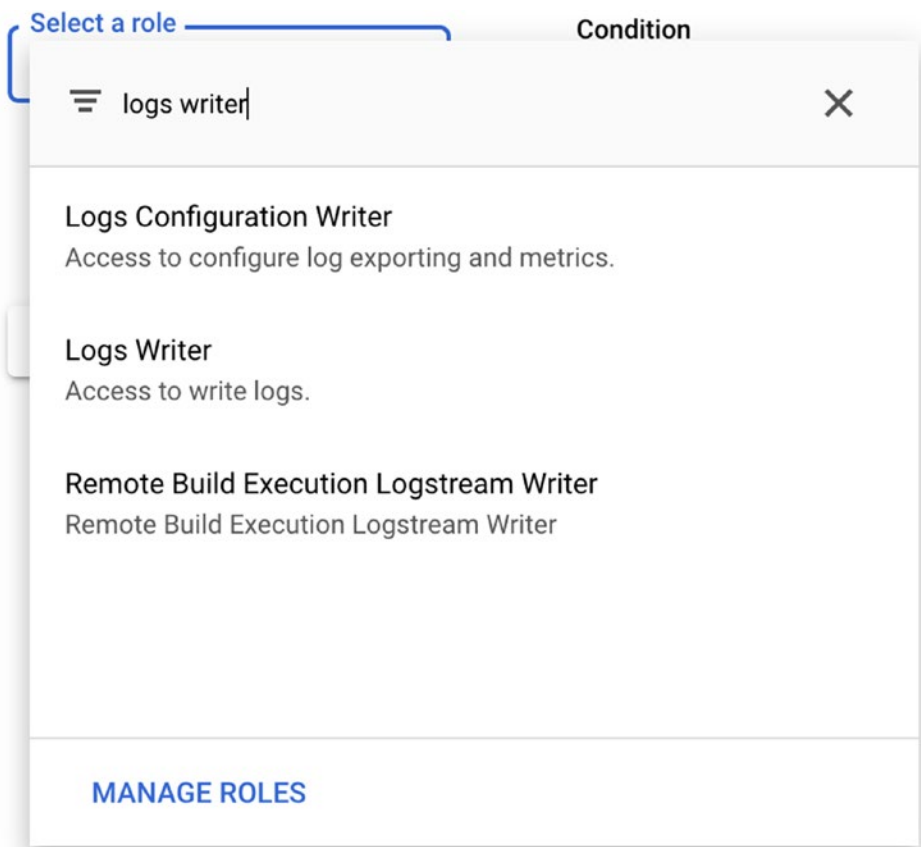 Select a role
Condition
logs writer
Logs Configuration Writer
Access to configure log exporting and metrics.
Logs Writer
Access to write logs.
Remote Build Execution Logstream Writer
Remote Build Execution Logstream Writer
MANAGE ROLES